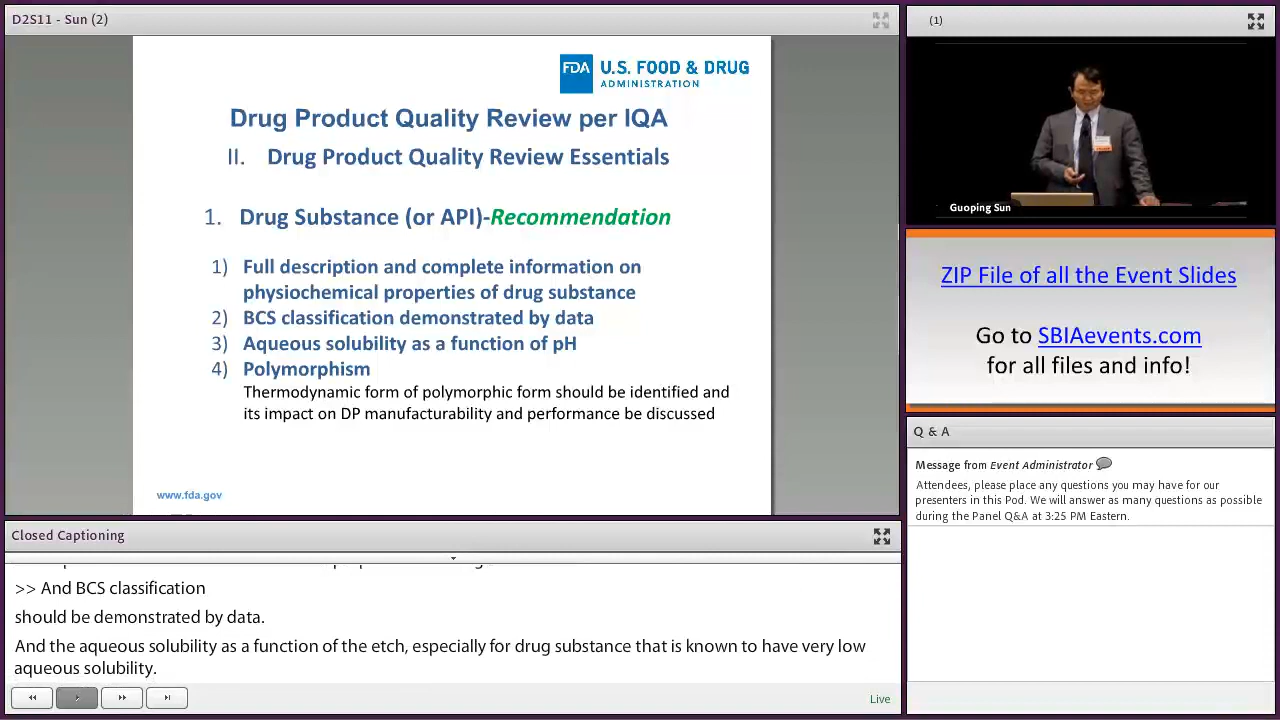 D2S11 - Sun (2)
FDA U.S. FOOD & DRUG
ADMINISTRATION
Drug Product Quality Review per IQA
II. Drug Product Quality Review Essentials
1. Drug Substance (or API)-Recommendation
1) Full description and complete information on
physiochemical properties of drug substance
2) BCS classification demonstrated by data
3) Aqueous solubility as a function of pH
4) Polymorphism
Thermodynamic form of polymorphic form should be identified and
its impact on DP manufacturability and performance be discussed
www.fda.gov
Closed Captioning
>> And BCS classification
should be demonstrated by data.
And the aqueous solubility as a function of the etch, especially for drug substance that is known to have very low
aqueous solubility.
Live
(1)
Guoping Sun
ZIP File of all the Event Slides
Go to SBIAevents.com
for all files and info!
Q & A
Message from Event Administrator
Attendees, please place any questions you may have for our
presenters in this Pod. We will answer as many questions as possible
during the Panel Q&A at 3:25 PM Eastern.